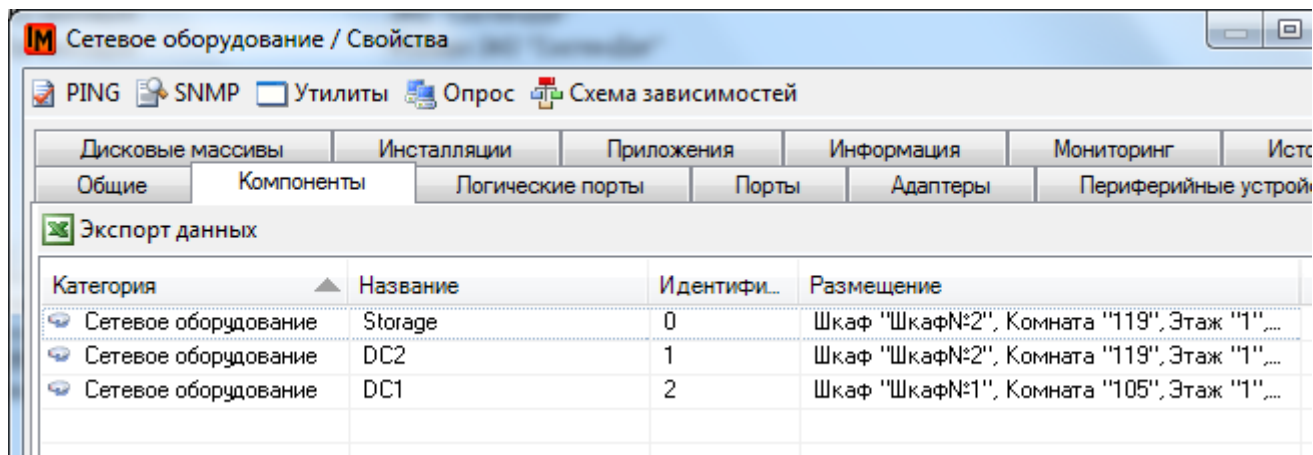 IM Сетевое оборудование / Свойства
PING SNMP Утилиты Опрос Схема зависимостей
Дисковые массивы Инсталляции Приложения Информация Мониторинг Исто
Общие Компоненты Логические порты Порты Адаптеры Периферийные устрой
Экспорт данных
Категория Название Идентифи... Размещение
Сетевое оборудование Storage 0 Шкаф "Шкаф№2", Комната "119", Этаж "1",...
Сетевое оборудование DC2 1 Шкаф "Шкаф№2", Комната "119", Этаж "1",...
Сетевое оборудование DC1 2 Шкаф "Шкаф№1", Комната "105", Этаж "1",...